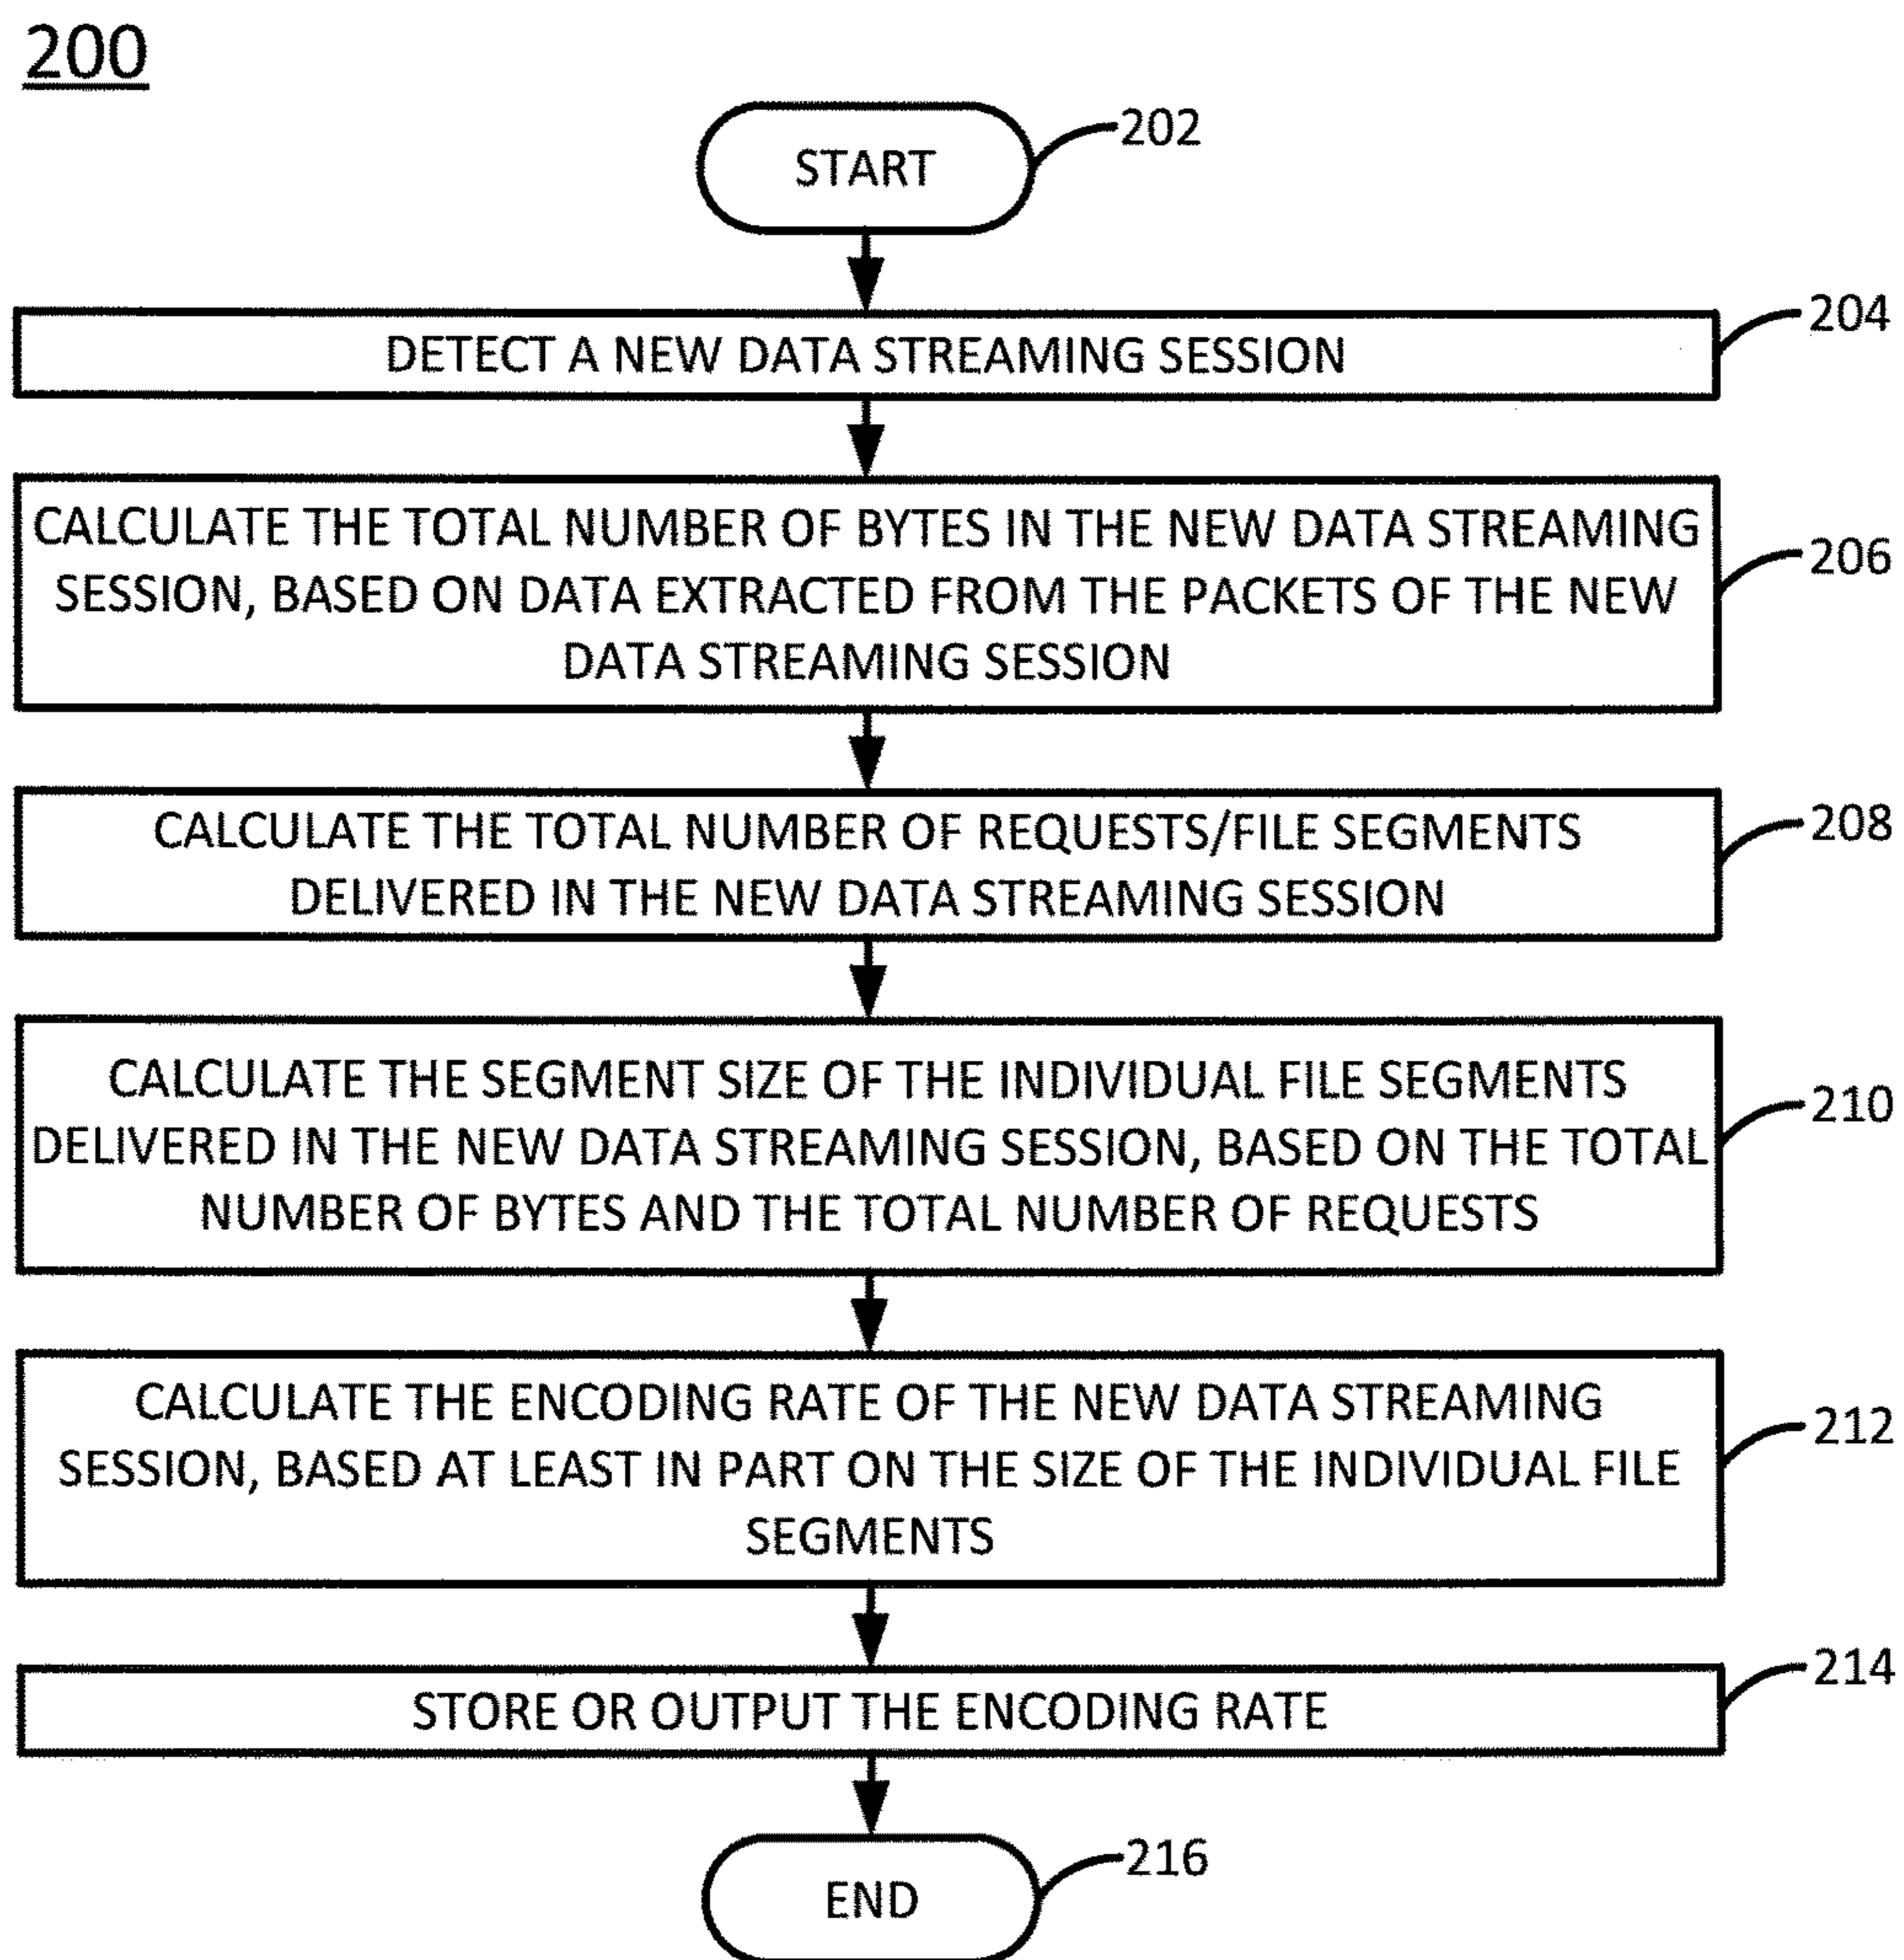 200
START
202
DETECT A NEW DATA STREAMING SESSION
204
CALCULATE THE TOTAL NUMBER OF BYTES IN THE NEW DATA STREAMING
SESSION, BASED ON DATA EXTRACTED FROM THE PACKETS OF THE NEW
DATA STREAMING SESSION
206
CALCULATE THE TOTAL NUMBER OF REQUESTS/FILE SEGMENTS
DELIVERED IN THE NEW DATA STREAMING SESSION
208
CALCULATE THE SEGMENT SIZE OF THE INDIVIDUAL FILE SEGMENTS
DELIVERED IN THE NEW DATA STREAMING SESSION, BASED ON THE TOTAL
NUMBER OF BYTES AND THE TOTAL NUMBER OF REQUESTS
210
CALCULATE THE ENCODING RATE OF THE NEW DATA STREAMING
SESSION, BASED AT LEAST IN PART ON THE SIZE OF THE INDIVIDUAL FILE
SEGMENTS
212
STORE OR OUTPUT THE ENCODING RATE
214
END
216